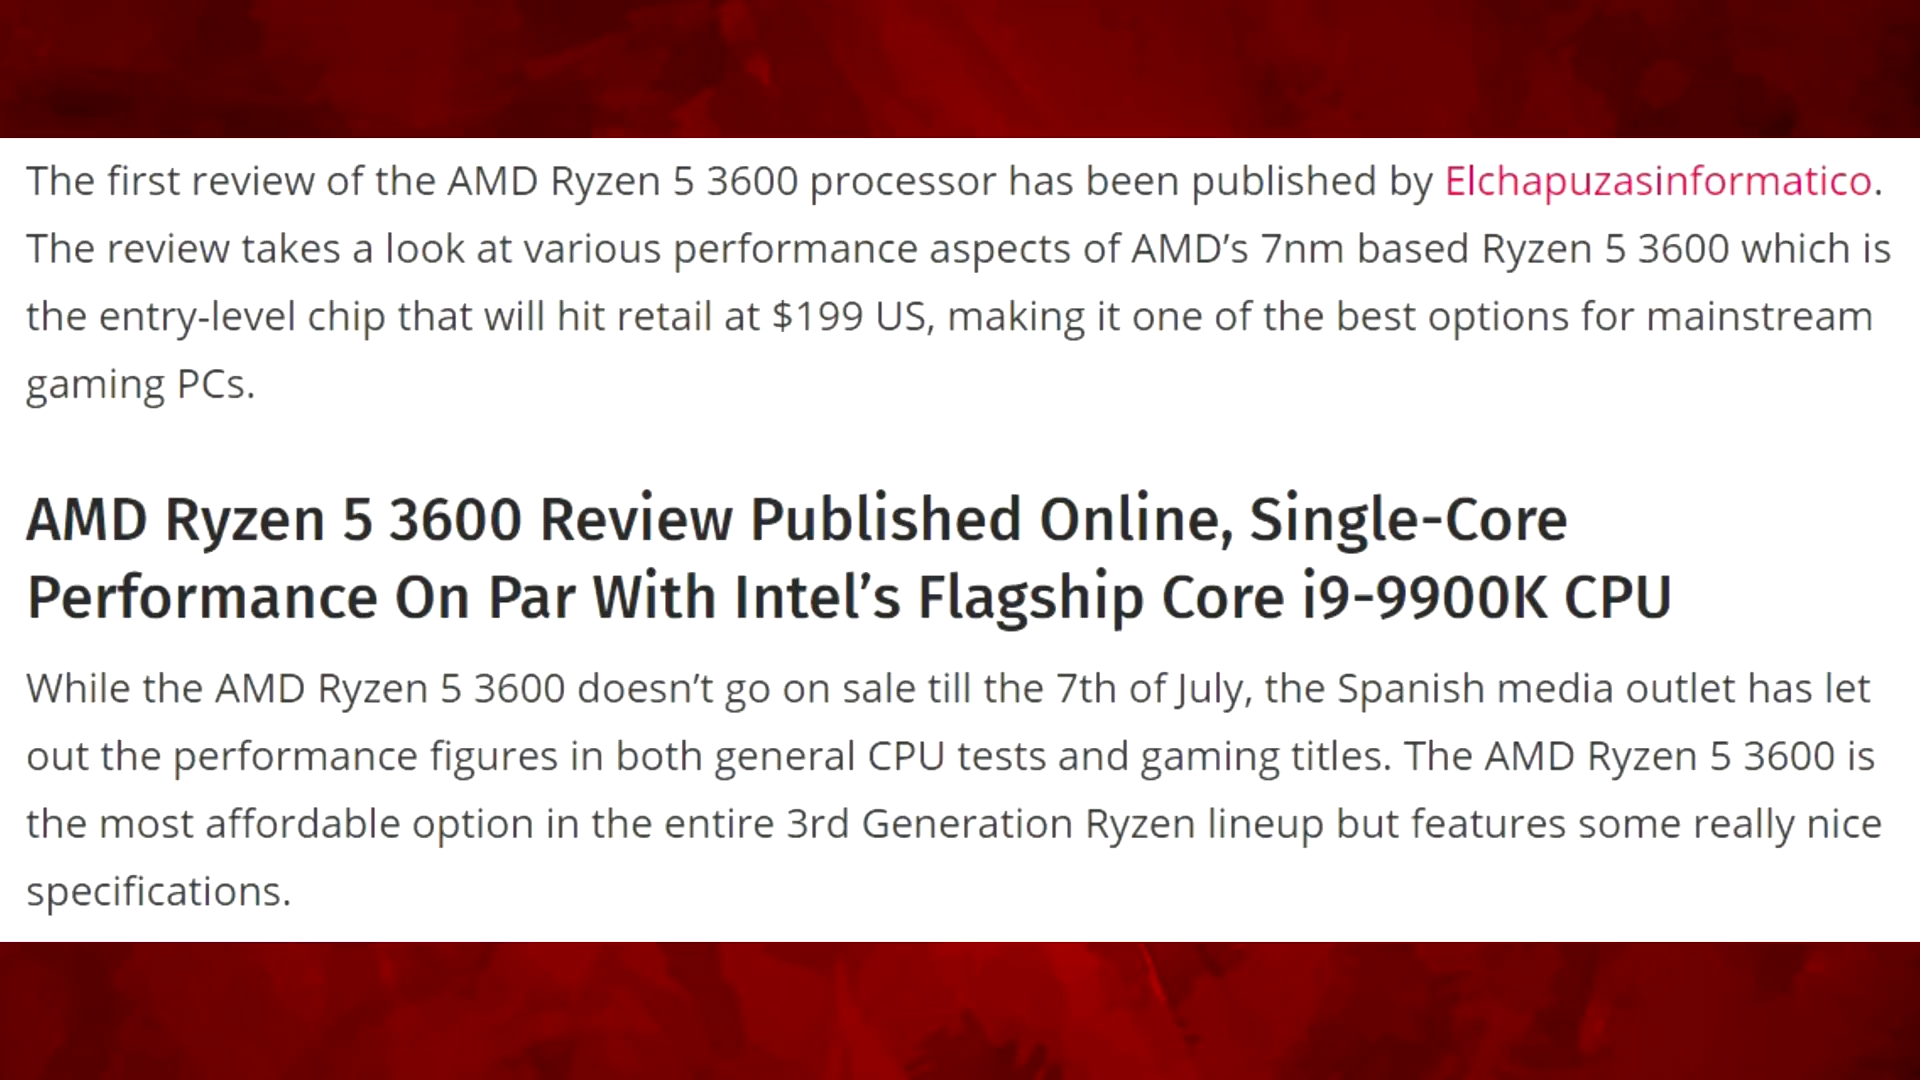 The first review of the AMD Ryzen 5 3600 processor has been published by Elchapuzasinformatico.
The review takes a look at various performance aspects of AMD’s 7nm based Ryzen 5 3600 which is
the entry-level chip that will hit retail at $199 US, making it one of the best options for mainstream
gaming PCs.
AMD Ryzen 5 3600 Review Published Online, Single-Core
Performance On Par With Intel’s Flagship Core i9-9900K CPU
While the AMD Ryzen 5 3600 doesn’t go on sale till the 7th of July, the Spanish media outlet has let
out the performance figures in both general CPU tests and gaming titles. The AMD Ryzen 5 3600 is
the most affordable option in the entire 3rd Generation Ryzen lineup but features some really nice
specifications.